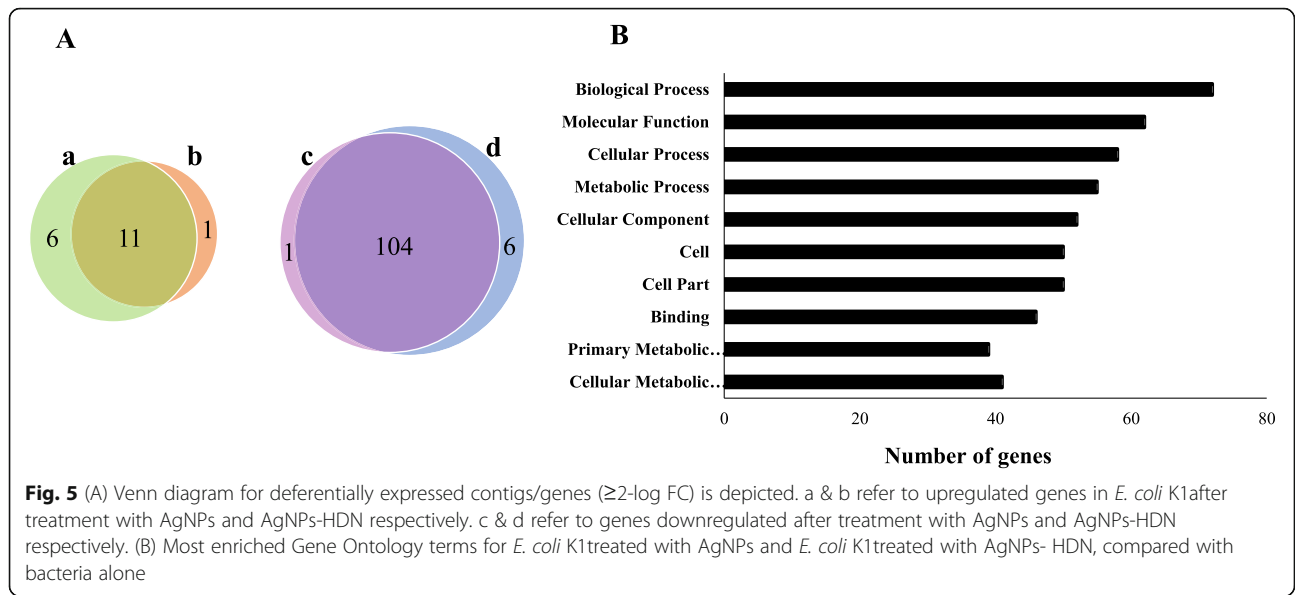 A
a
b
6
11
1
c
d
1
104
6
B
Biological Process
Molecular Function
Cellular Process
Metabolic Process
Cellular Component
Cell
Cell Part
Binding
Primary Metabolic…
Cellular Metabolic…
0 20 40 60 80
Number of genes
Fig. 5 (A) Venn diagram for deferentially expressed contigs/genes (≥2-log FC) is depicted. a & b refer to upregulated genes in E. coli K1after
treatment with AgNPs and AgNPs-HDN respectively. c & d refer to genes downregulated after treatment with AgNPs and AgNPs-HDN
respectively. (B) Most enriched Gene Ontology terms for E. coli K1treated with AgNPs and E. coli K1treated with AgNPs- HDN, compared with
bacteria alone